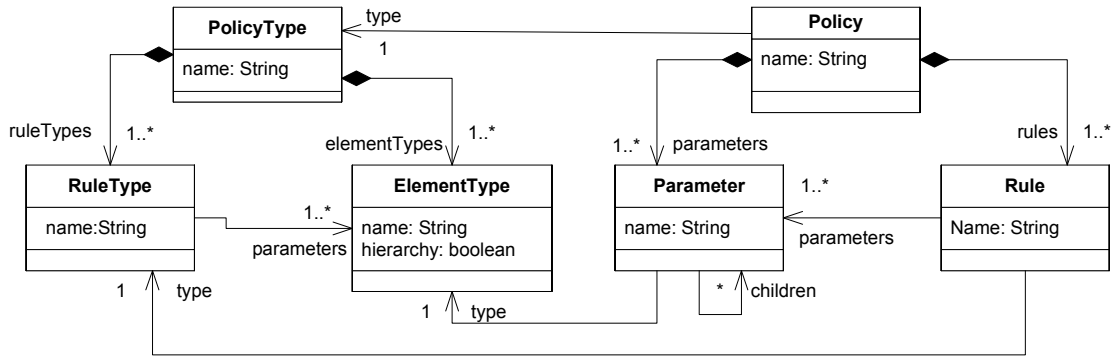 PolicyType
name: String
type
1
Policy
name: String
ruleTypes
1..*
elementTypes
1..*
1..*
parameters
rules
1..*
RuleType
name:String
1..*
parameters
ElementType
name: String
hierarchy: boolean
Parameter
name: String
1..*
parameters
Rule
Name: String
1
type
1
type
*
children